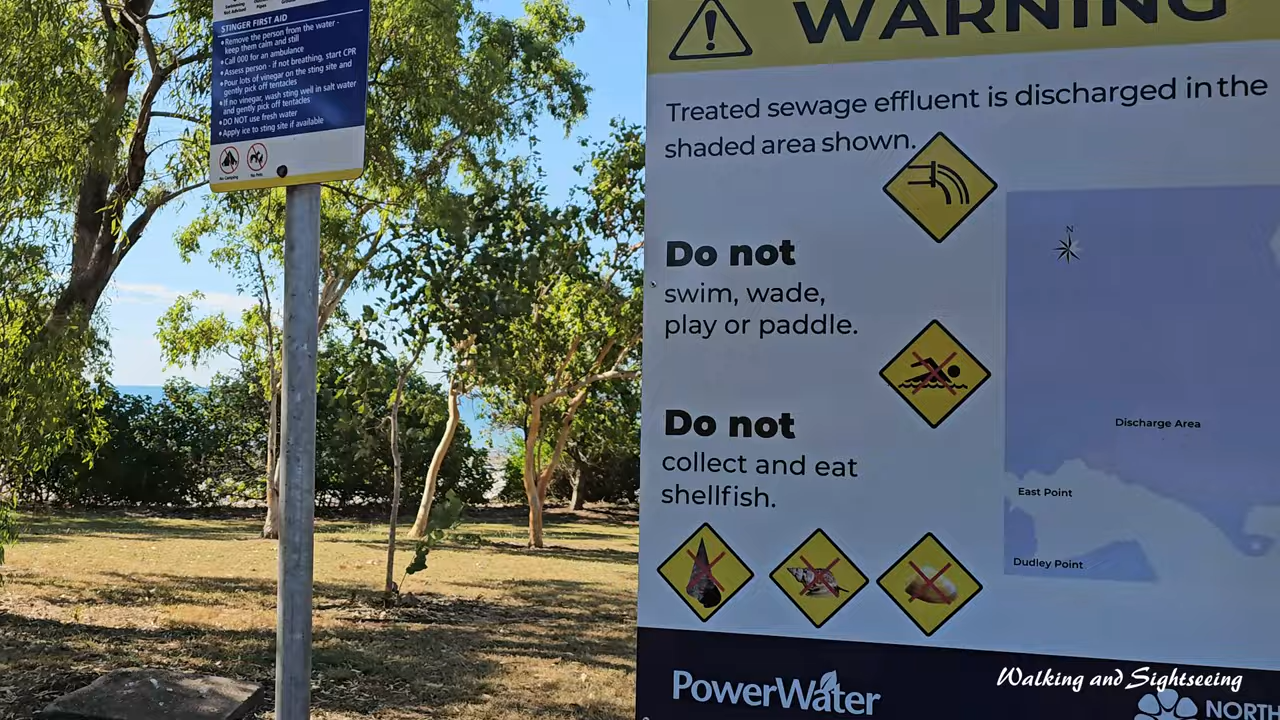 STINGER FIRST AID
• Remove the person from the water -
keep them calm and still
• Call 000 for an ambulance
• Assess person - if not breathing, start CPR
• Pour lots of vinegar on the sting site and
gently pick off tentacles
• If no vinegar, wash sting well in salt water
and gently pick off tentacles
• DO NOT use fresh water
• Apply ice to sting site if available
No Camping
No Pets
WARNING
Treated sewage effluent is discharged in the
shaded area shown.
N
Do not
swim, wade,
play or paddle.
Discharge Area
Do not
collect and eat
shellfish.
East Point
Dudley Point
PowerWater
Walking and Sightseeing
NORTH